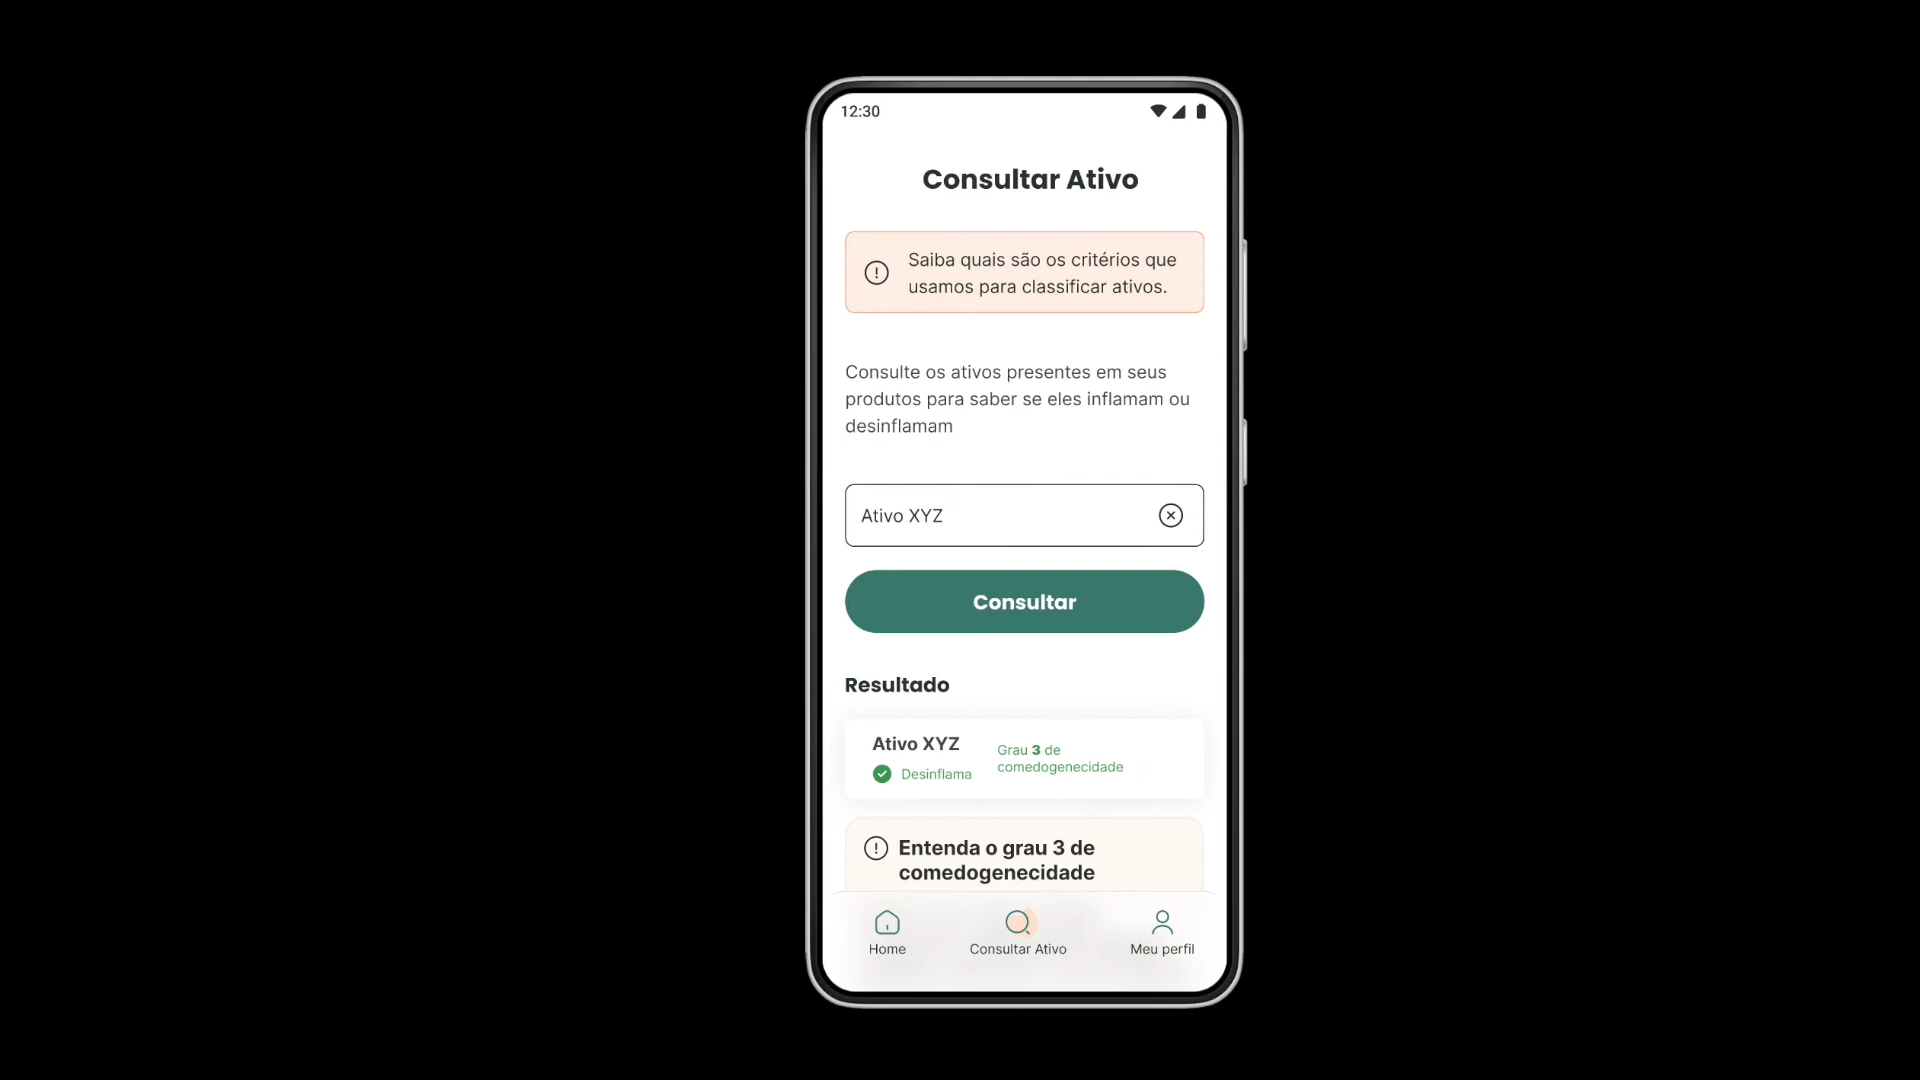 12:30
Consultar Ativo
Saiba quais são os critérios que
usamos para classificar ativos.
Consulte os ativos presentes em seus
produtos para saber se eles inflamam ou
desinflamam
Ativo XYZ
Consultar
Resultado
Ativo XYZ
Desinflama
Grau 3 de
comedogenecidade
Entenda o grau 3 de
comedogenecidade
Home
Consultar Ativo
Meu perfil